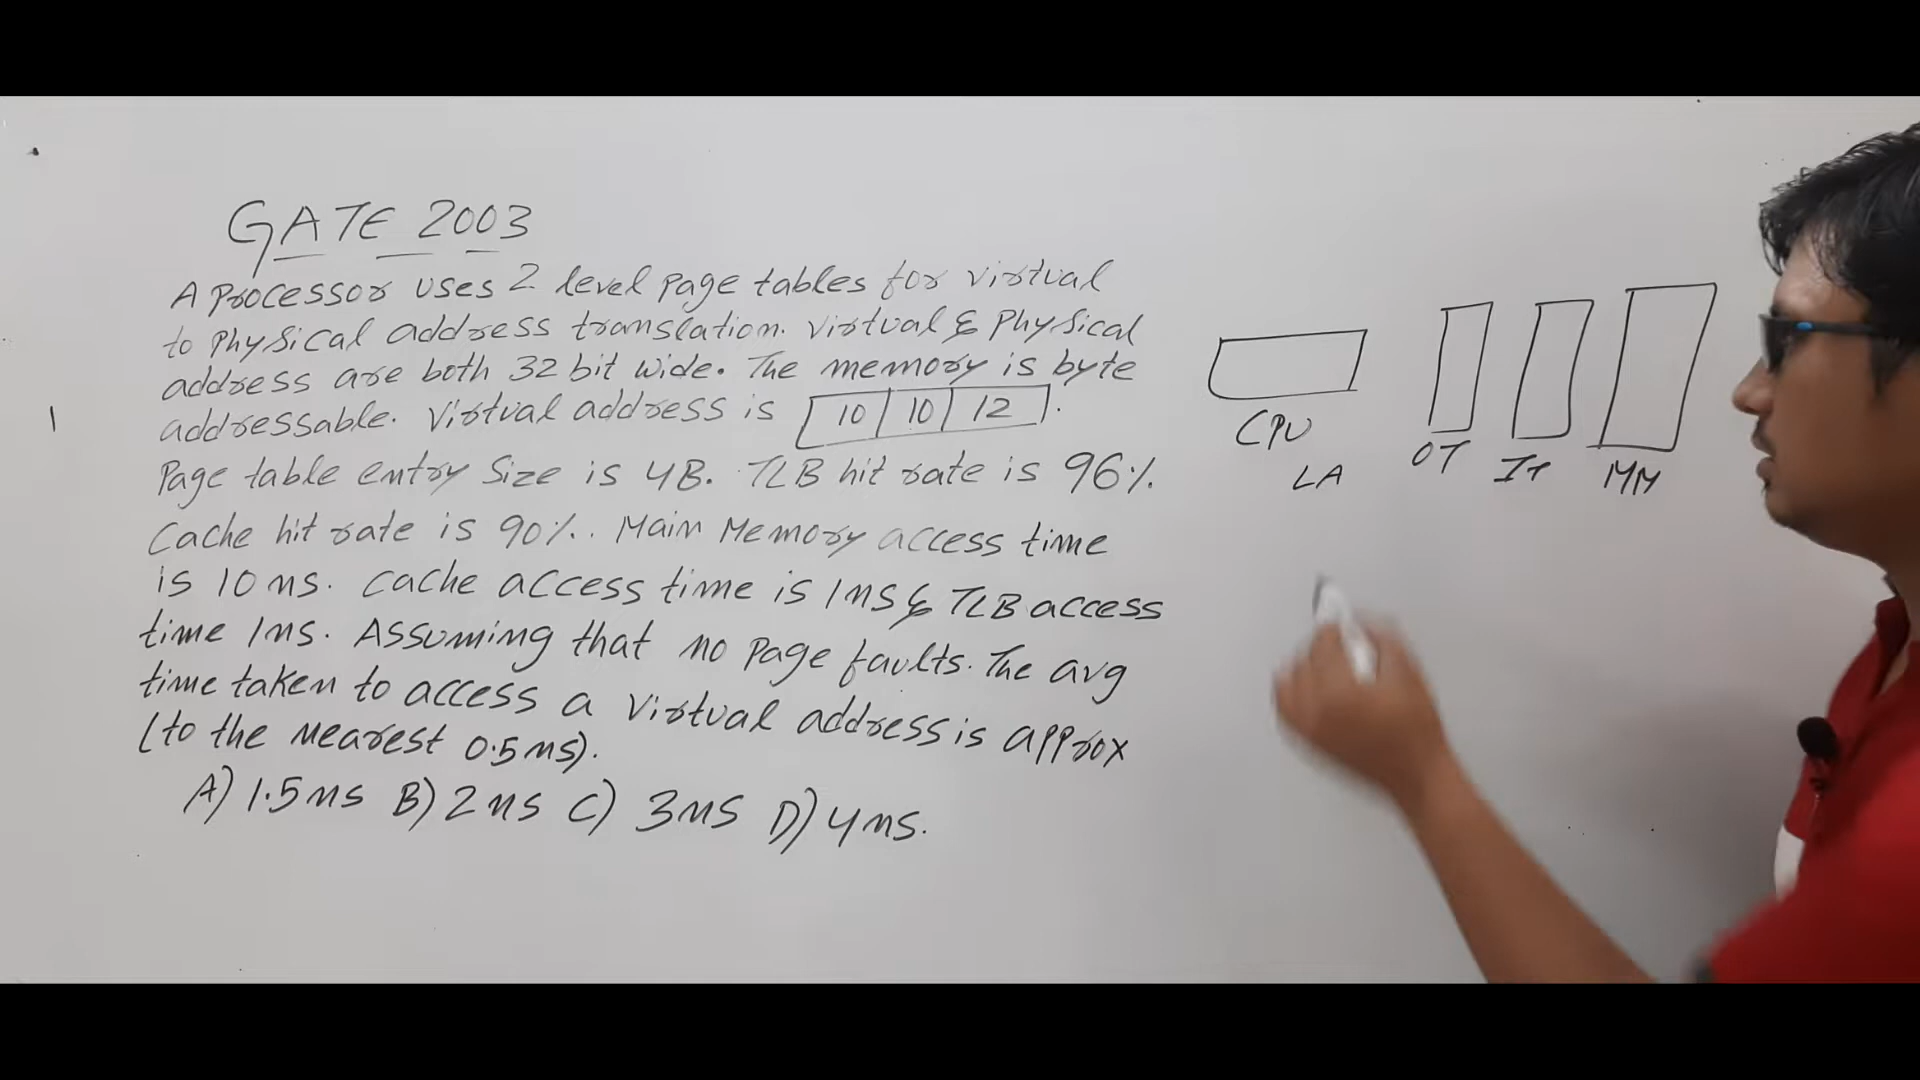 GATE 2003
A Processor uses 2 level page tables for virtual
to Physical address translation. Virtual & Physical
address are both 32 bit wide. The memory is byte
addressable. Virtual address is 10 10 12.
Page table entry size is 4B. TLB hit rate is 96%.
Cache hit rate is 90%. Main Memory access time
is 10 ns. Cache access time is 1ns & TLB access
time 1ns. Assuming that no page faults. The avg
time taken to access a virtual address is approx
(to the nearest 0.5 ns).
A) 1.5 ns B) 2 ns C) 3 ns D) 4 ns.
CPU
LA
OT IT MM